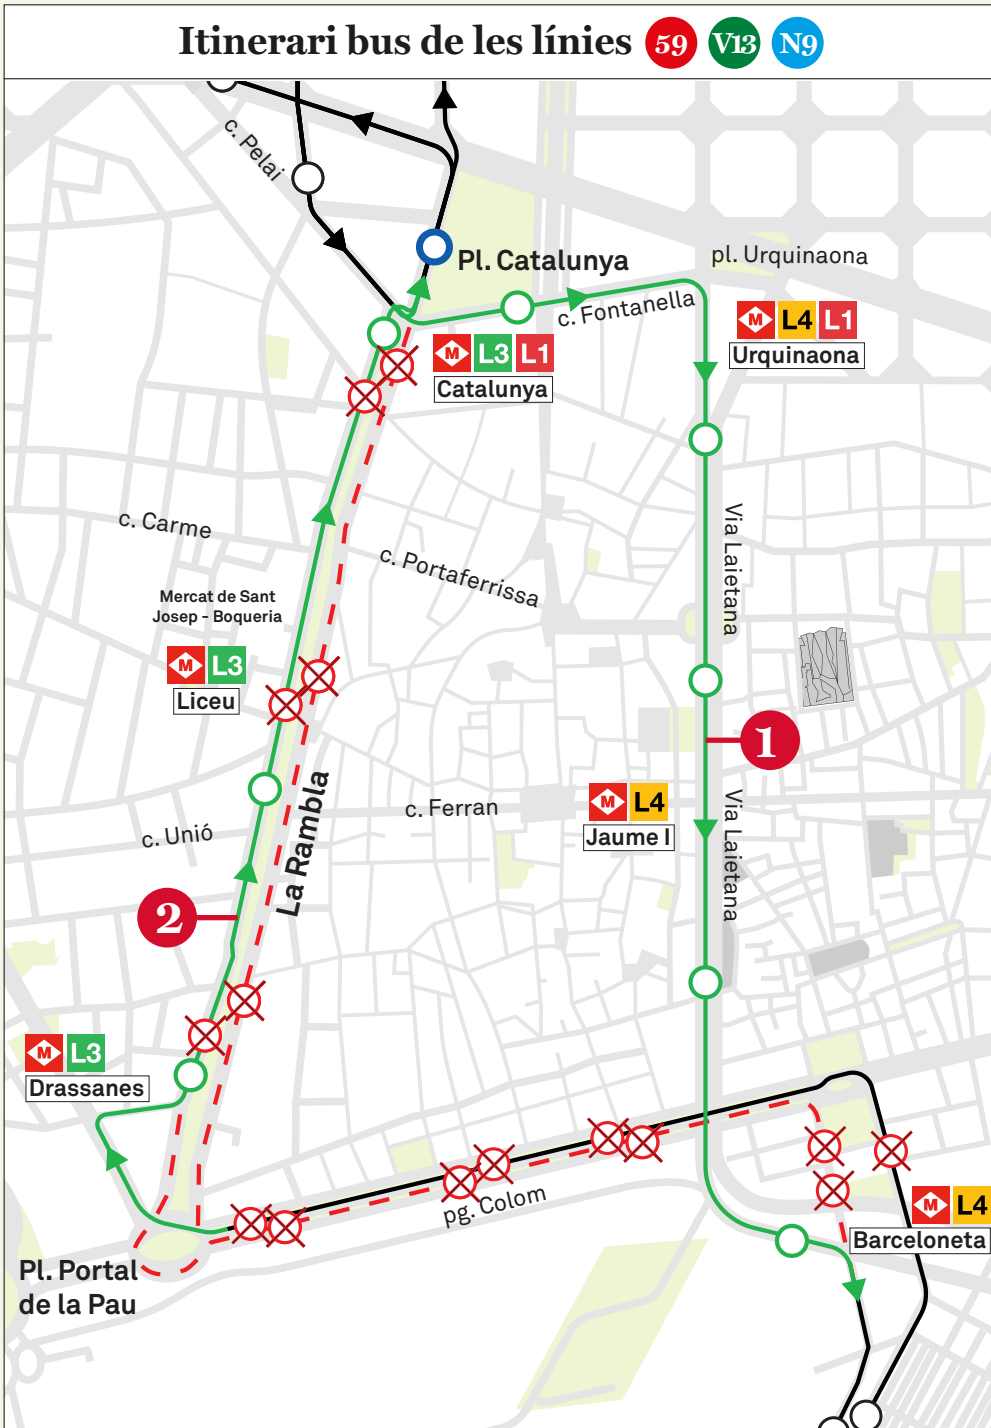 Itinerari bus de les línies 59 V13 N9
c. Pelai
Pl. Catalunya
pl. Urquinaona
c. Fontanella
M L4 L1
Urquinaona
M L3 L1
Catalunya
c. Carme
Via Laietana
c. Portaferrissa
Mercat de Sant
Josep - Boqueria
M L3
Liceu
1
La Rambla
M L4
Jaume I
c. Ferran
c. Unió
Via Laietana
2
M L3
Drassanes
pg. Colom
M L4
Barceloneta
Pl. Portal
de la Pau